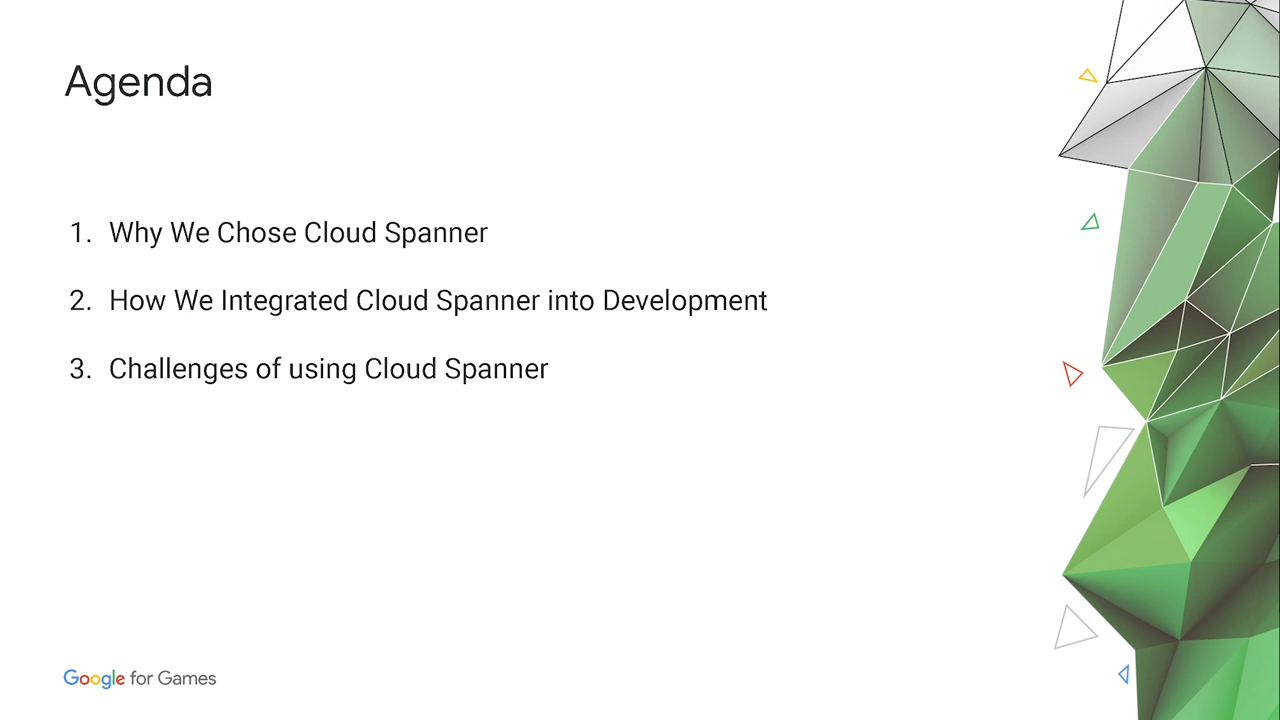 Agenda
1. Why We Chose Cloud Spanner
2. How We Integrated Cloud Spanner into Development
3. Challenges of using Cloud Spanner
Google for Games